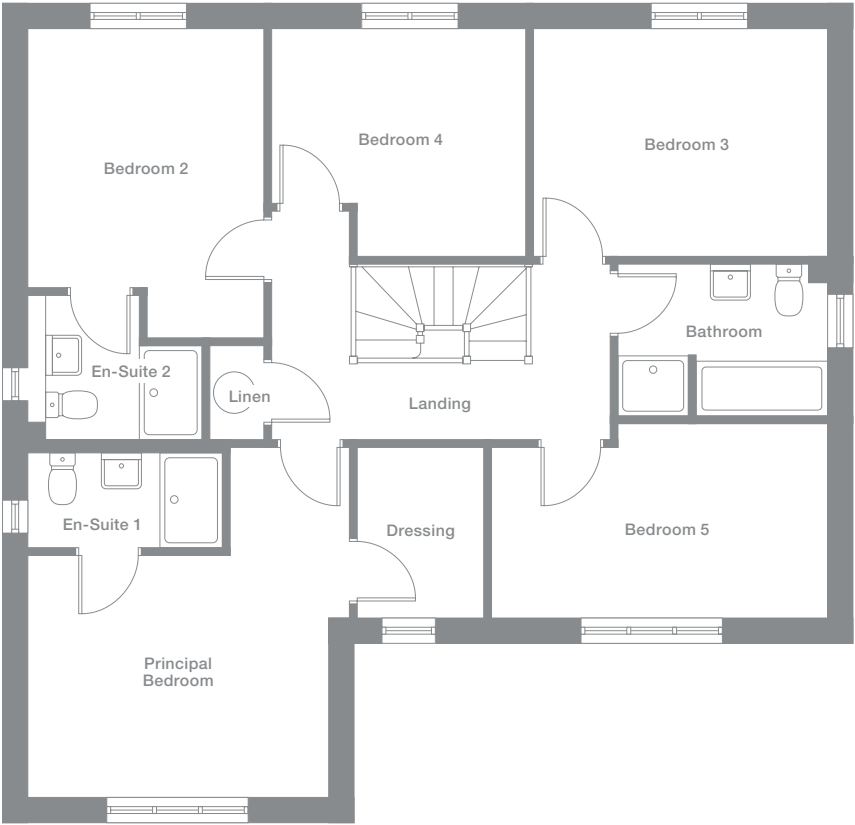 Bedroom 4
Bedroom 3
Bedroom 2
Bathroom
En-Suite 2
Linen
Landing
En-Suite 1
Dressing
Bedroom 5
Principal
Bedroom